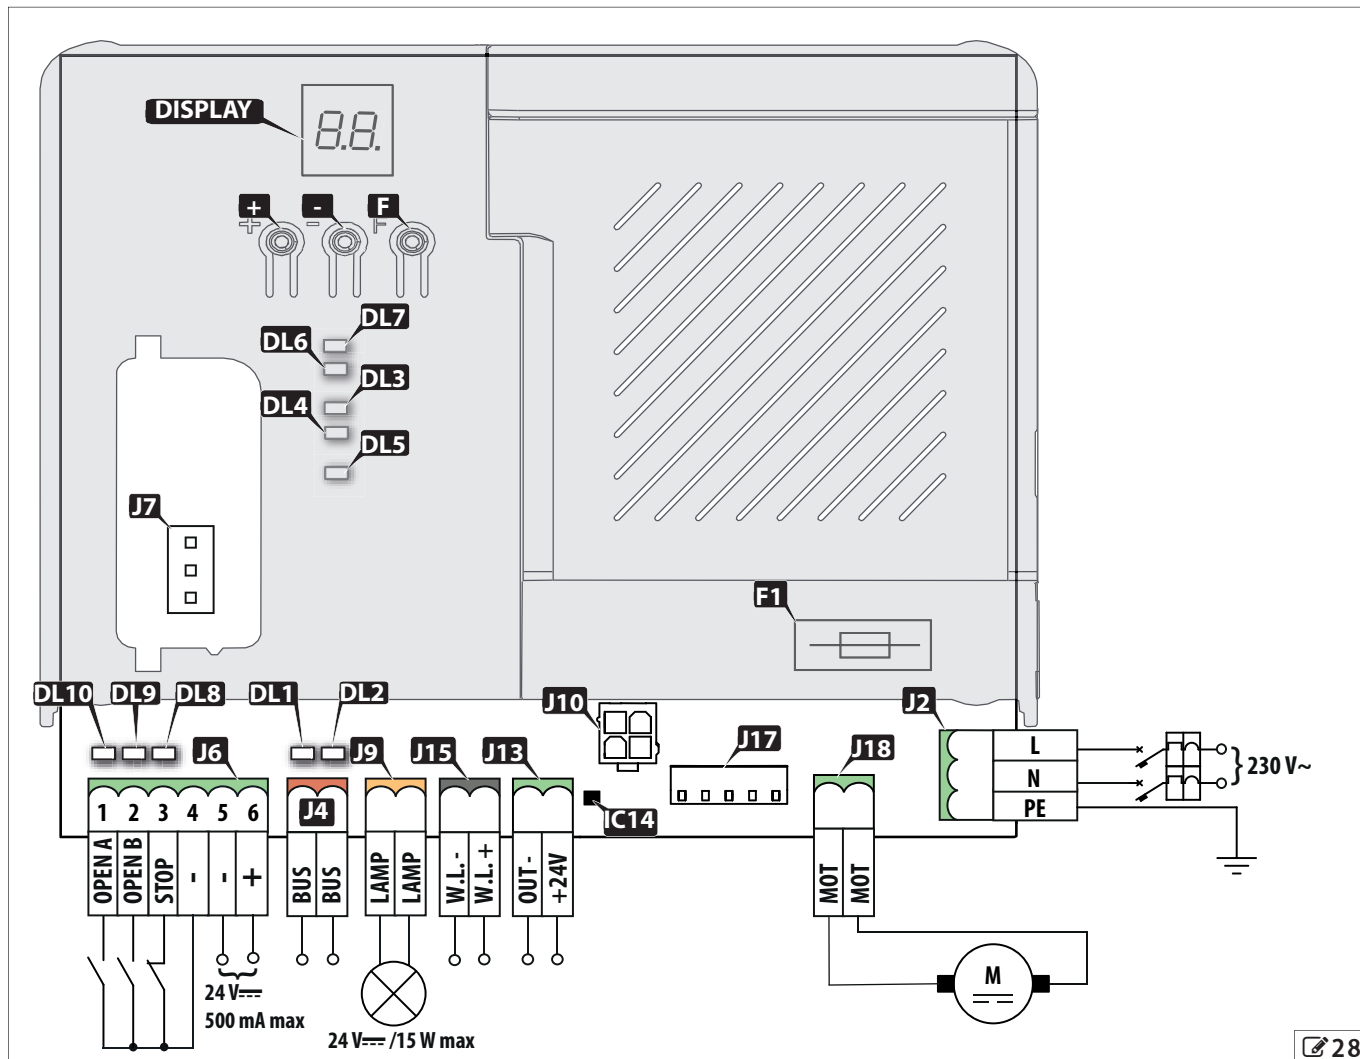 DISPLAY
8.8.
+
-
F
+
-
F
DL7
DL6
DL3
DL4
DL5
J7
F1
DL10
DL9
DL8
DL1
DL2
J10
J2
J6
J9
J15
J13
J17
J18
L
N
PE
230 V~
1
2
3
4
5
6
J4
IC14
OPEN A
OPEN B
STOP
-
-
+
BUS
BUS
LAMP
LAMP
W.L. -
W.L. +
OUT -
+24V
MOT
MOT
M
24 V
500 mA max
24 V /15 W max
28